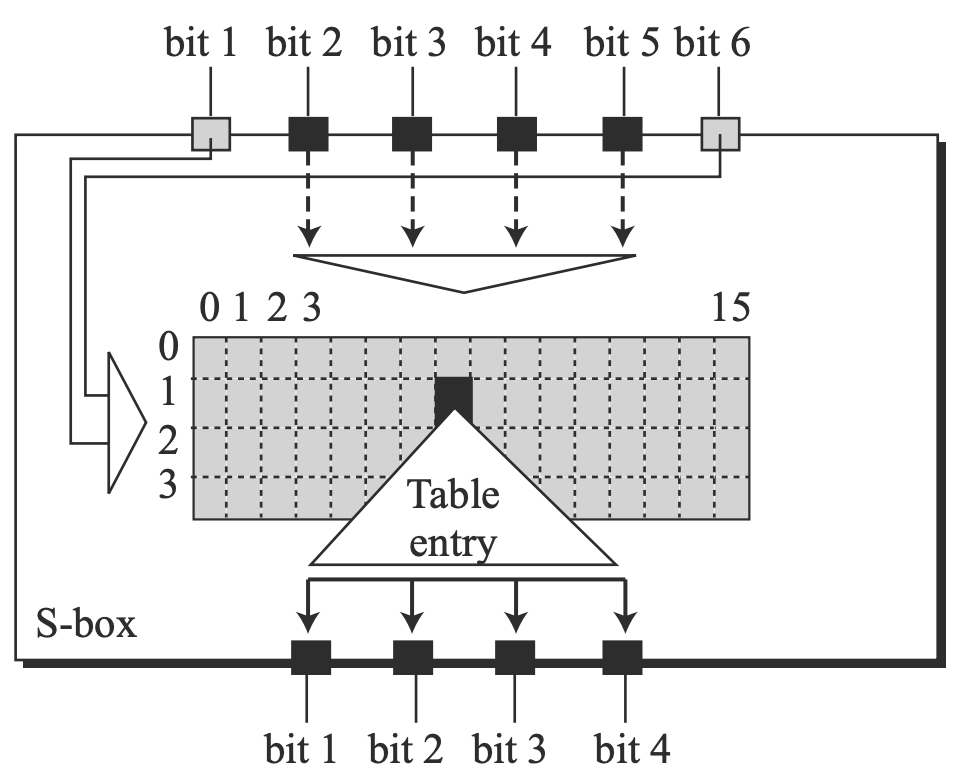 bit 1 bit 2 bit 3 bit 4 bit 5 bit 6
0 1 2 3 15
0
1
2
3
Table
entry
S-box
bit 1 bit 2 bit 3 bit 4